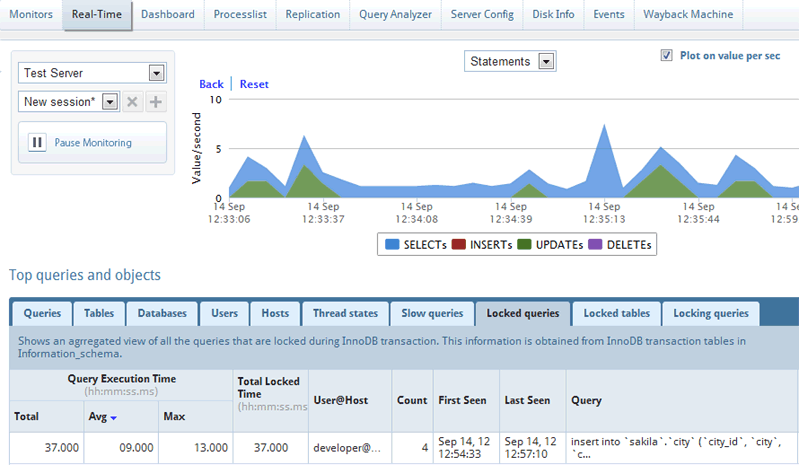 Monitors Real-Time Dashboard Processlist Replication Query Analyzer Server Config Disk Info Events Wayback Machine
Test Server
New session*
Pause Monitoring
Statements
Plot on value per sec
Back Reset
Value/second
10
5
0
14 Sep 14 Sep 14 Sep 14 Sep 14 Sep 14 Sep 14 Sep
12:33:06 12:33:37 12:34:08 12:34:39 12:35:13 12:35:44 12:59
SELECTs INSERTs UPDATEs DELETEs
Top queries and objects
Queries Tables Databases Users Hosts Thread states Slow queries Locked queries Locked tables Locking queries
Shows an agrregated view of all the queries that are locked during InnoDB transaction. This information is obtained from InnoDB transaction tables in
Information_schema.
Query Execution Time
(hh:mm:ss.ms)
Total Avg Max
Total Locked
Time
(hh:mm:ss.ms
User@Host
Count
First Seen
Last Seen
Query
37.000 09.000 13.000 37.000 developer@... 4
Sep 14, 12
12:54:33
Sep 14, 12
12:57:10
insert into `sakila`.`city` (`city_id`, `city`,
`c...